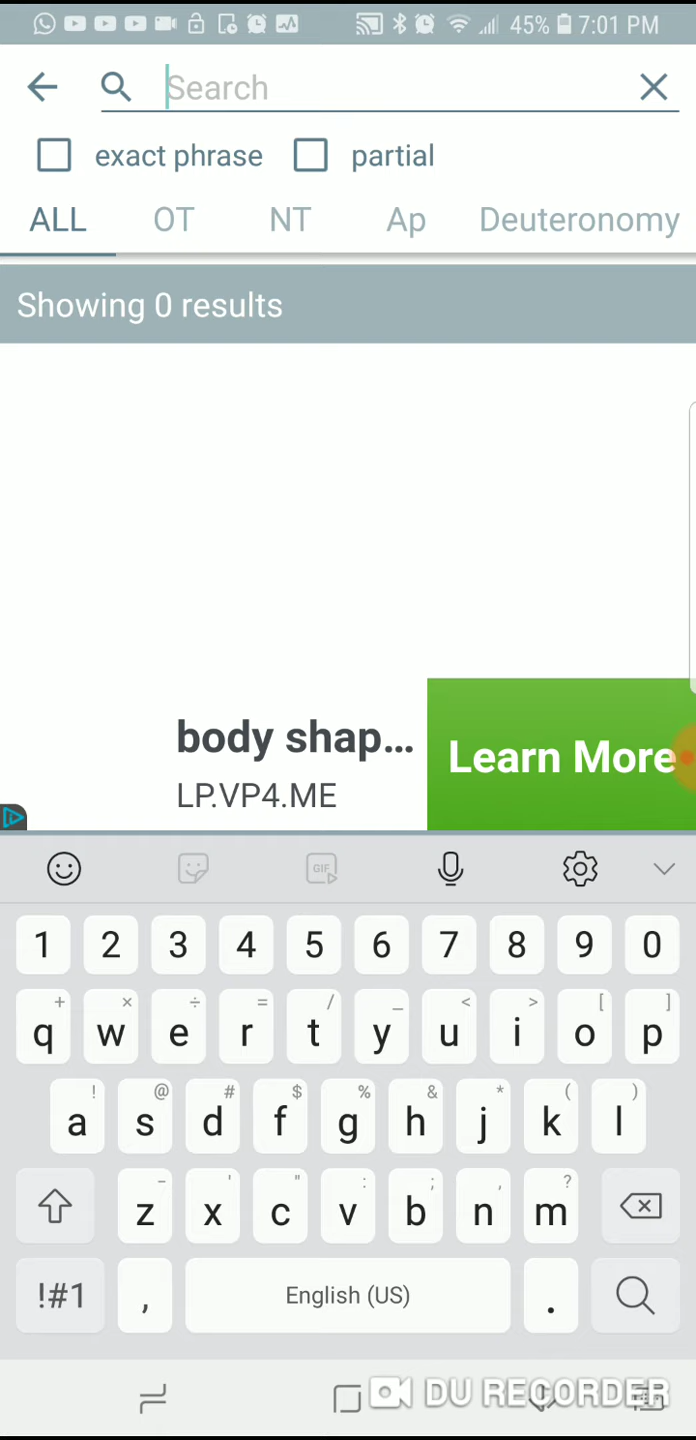 45% 7:01 PM
Search
exact phrase partial
ALL OT NT Ap Deuteronomy
Showing 0 results
body shap...
Learn More
LP.VP4.ME
GIF
1 2 3 4 5 6 7 8 9 0
+ × ÷ = / _ < > [ ]
q w e r t y u i o p
! @ # $ % & * ( )
a s d f g h j k l
- ' " : ; , ?
z x c v b n m
!#1 , English (US) .
DU RECORDER